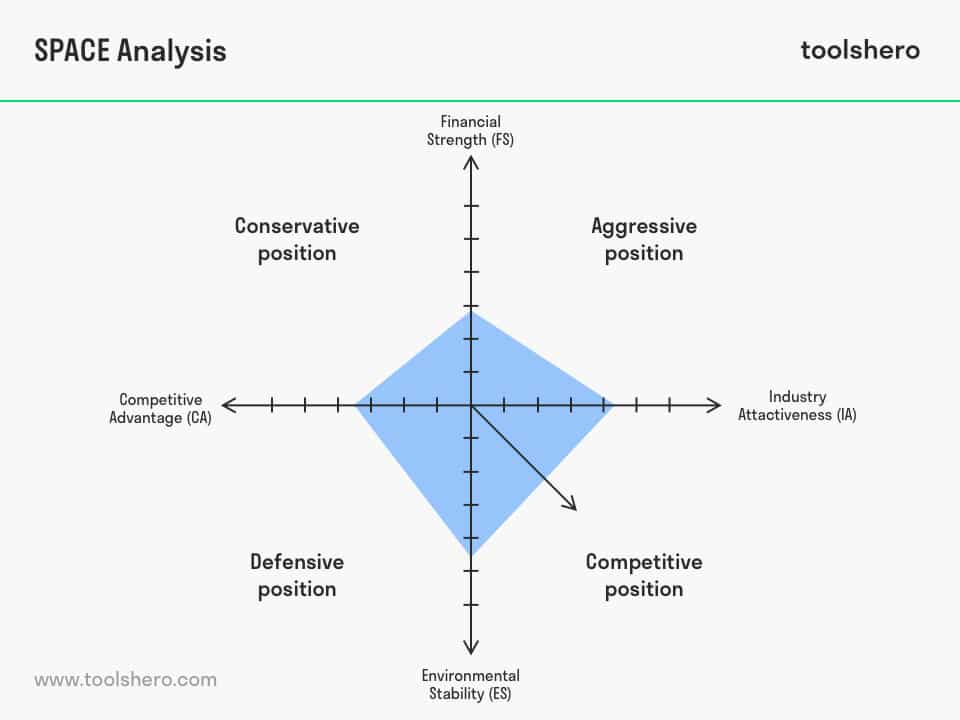 SPACE Analysis
toolshero
Financial
Strength (FS)
Conservative
position
Aggressive
position
Competitive
Advantage (CA)
Industry
Attactiveness (IA)
Defensive
position
Competitive
position
Environmental
Stability (ES)
www.toolshero.com